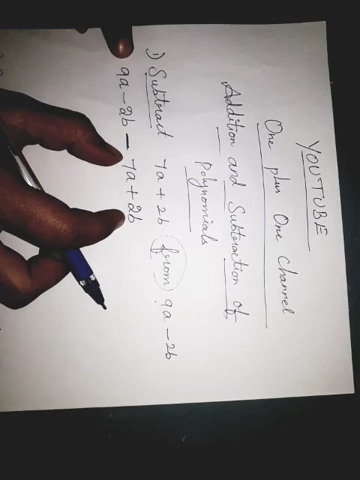 YOUTUBE
One plus One Channel
Addition and Subtraction of
Polynomials
1) Subtract 7a + 2b from 9a - 2b
9a - 2b - 7a + 2b